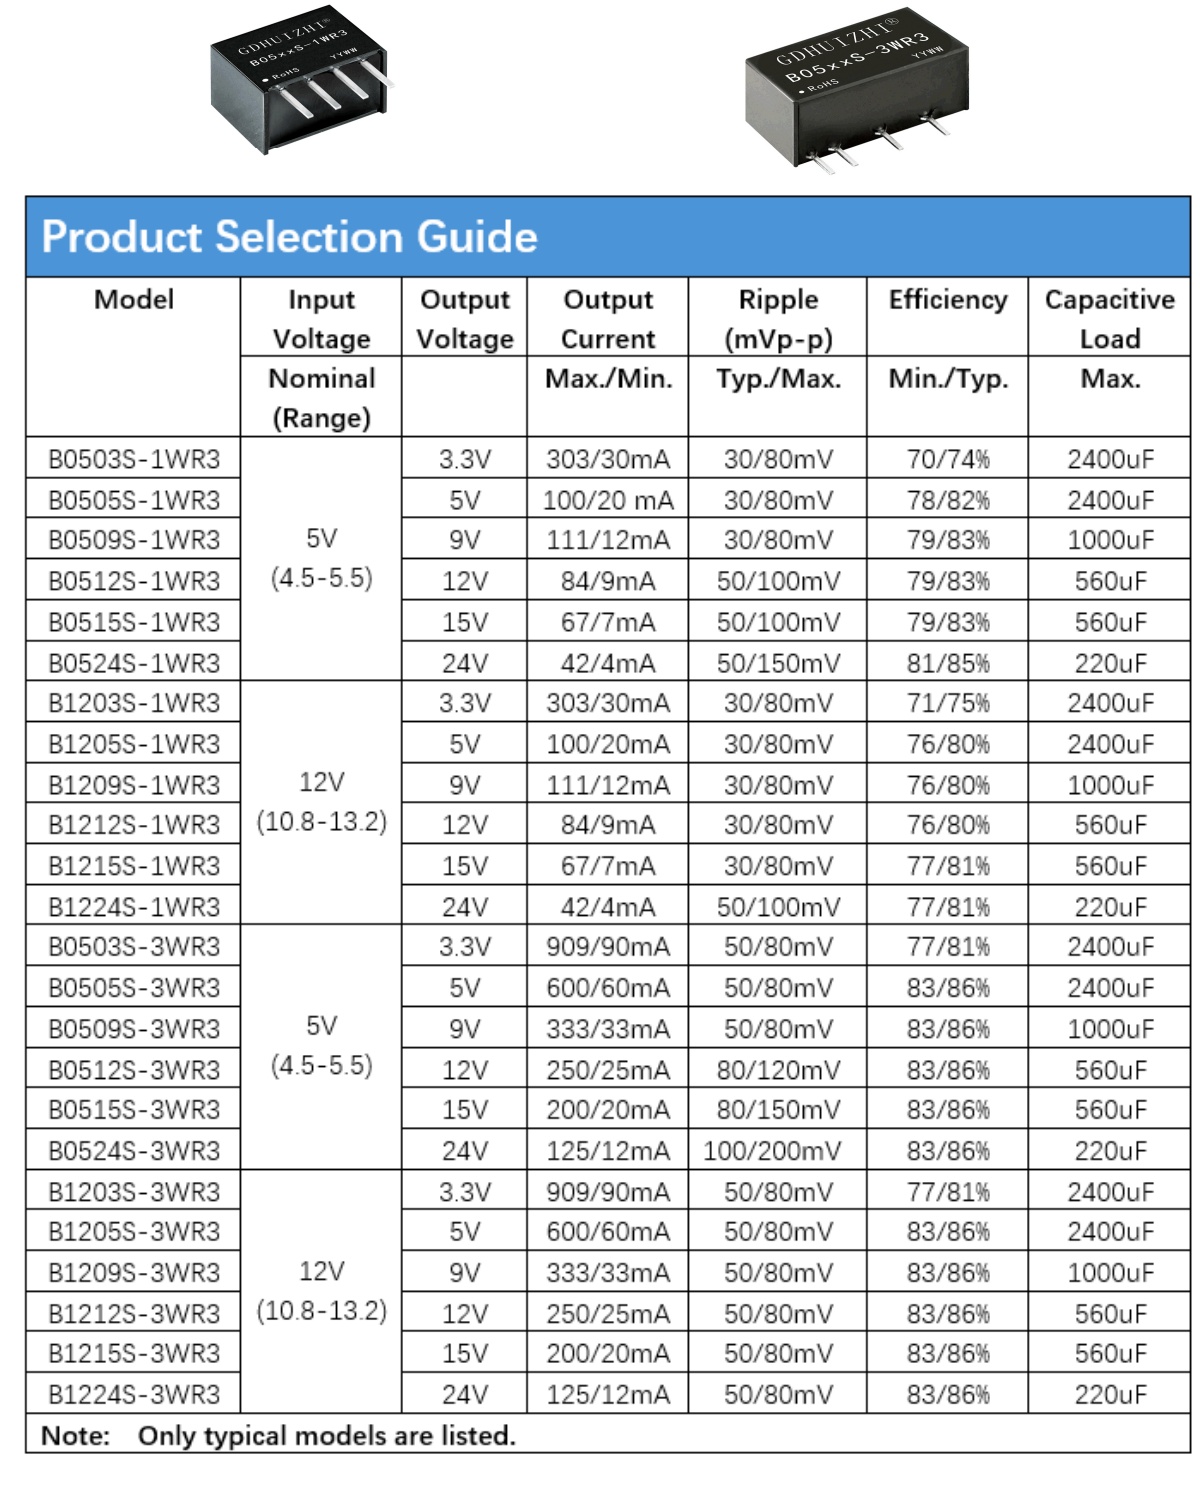 GDHUIZHI®
B05xxS-1WR3
RoHS YYWW
GDHUIZHI®
B05xxS-3WR3
RoHS YYWW
Product Selection Guide
Model Input Voltage Output Voltage Output Current Ripple (mVp-p) Efficiency Capacitive Load
Nominal (Range) Max./Min. Typ./Max. Min./Typ. Max.
B0503S-1WR3 5V (4.5-5.5) 3.3V 303/30mA 30/80mV 70/74% 2400uF
B0505S-1WR3 5V 100/20 mA 30/80mV 78/82% 2400uF
B0509S-1WR3 9V 111/12mA 30/80mV 79/83% 1000uF
B0512S-1WR3 12V 84/9mA 50/100mV 79/83% 560uF
B0515S-1WR3 15V 67/7mA 50/100mV 79/83% 560uF
B0524S-1WR3 24V 42/4mA 50/150mV 81/85% 220uF
B1203S-1WR3 12V (10.8-13.2) 3.3V 303/30mA 30/80mV 71/75% 2400uF
B1205S-1WR3 5V 100/20mA 30/80mV 76/80% 2400uF
B1209S-1WR3 9V 111/12mA 30/80mV 76/80% 1000uF
B1212S-1WR3 12V 84/9mA 30/80mV 76/80% 560uF
B1215S-1WR3 15V 67/7mA 30/80mV 77/81% 560uF
B1224S-1WR3 24V 42/4mA 50/100mV 77/81% 220uF
B0503S-3WR3 5V (4.5-5.5) 3.3V 909/90mA 50/80mV 77/81% 2400uF
B0505S-3WR3 5V 600/60mA 50/80mV 83/86% 2400uF
B0509S-3WR3 9V 333/33mA 50/80mV 83/86% 1000uF
B0512S-3WR3 12V 250/25mA 80/120mV 83/86% 560uF
B0515S-3WR3 15V 200/20mA 80/150mV 83/86% 560uF
B0524S-3WR3 24V 125/12mA 100/200mV 83/86% 220uF
B1203S-3WR3 12V (10.8-13.2) 3.3V 909/90mA 50/80mV 77/81% 2400uF
B1205S-3WR3 5V 600/60mA 50/80mV 83/86% 2400uF
B1209S-3WR3 9V 333/33mA 50/80mV 83/86% 1000uF
B1212S-3WR3 12V 250/25mA 50/80mV 83/86% 560uF
B1215S-3WR3 15V 200/20mA 50/80mV 83/86% 560uF
B1224S-3WR3 24V 125/12mA 50/80mV 83/86% 220uF
Note: Only typical models are listed.